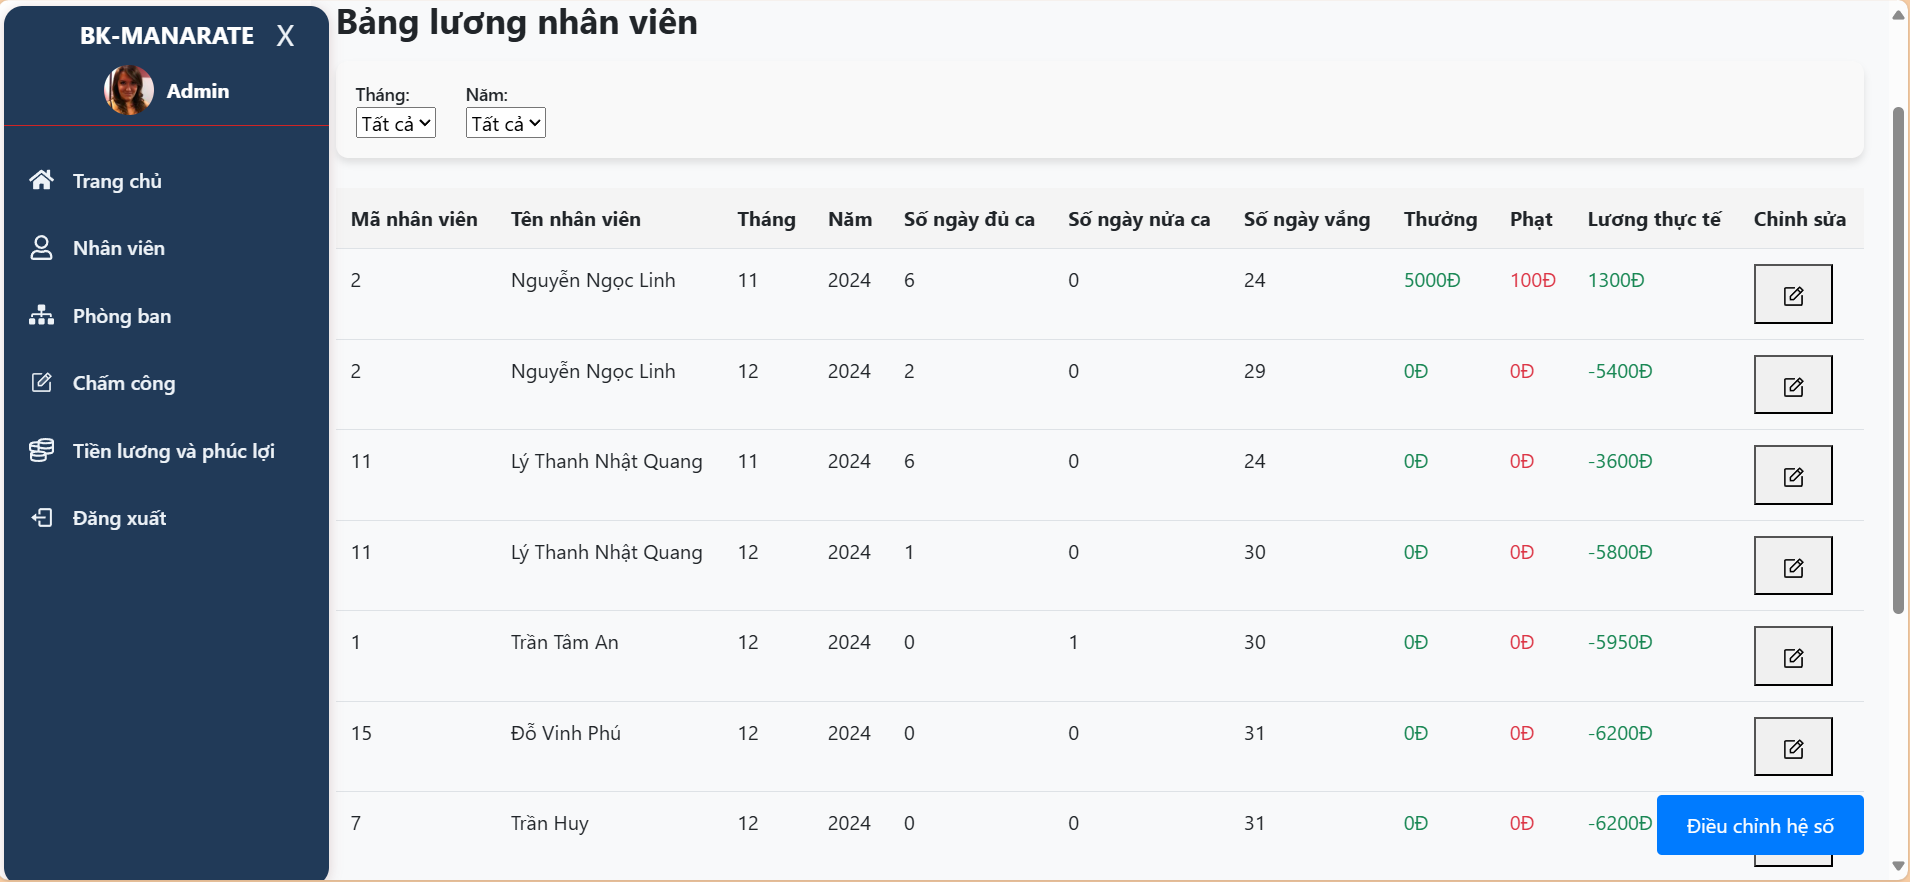 BK-MANARATE X
Admin
Trang chủ
Nhân viên
Phòng ban
Chấm công
Tiền lương và phúc lợi
Đăng xuất
Bảng lương nhân viên
Tháng: Năm:
Tất cả Tất cả
Mã nhân viên Tên nhân viên Tháng Năm Số ngày đủ ca Số ngày nửa ca Số ngày vắng Thưởng Phạt Lương thực tế Chỉnh sửa
2 Nguyễn Ngọc Linh 11 2024 6 0 24 5000Đ 100Đ 1300Đ
2 Nguyễn Ngọc Linh 12 2024 2 0 29 0Đ 0Đ -5400Đ
11 Lý Thanh Nhật Quang 11 2024 6 0 24 0Đ 0Đ -3600Đ
11 Lý Thanh Nhật Quang 12 2024 1 0 30 0Đ 0Đ -5800Đ
1 Trần Tâm An 12 2024 0 1 30 0Đ 0Đ -5950Đ
15 Đỗ Vinh Phú 12 2024 0 0 31 0Đ 0Đ -6200Đ
7 Trần Huy 12 2024 0 0 31 0Đ 0Đ -6200Đ
Điều chỉnh hệ số